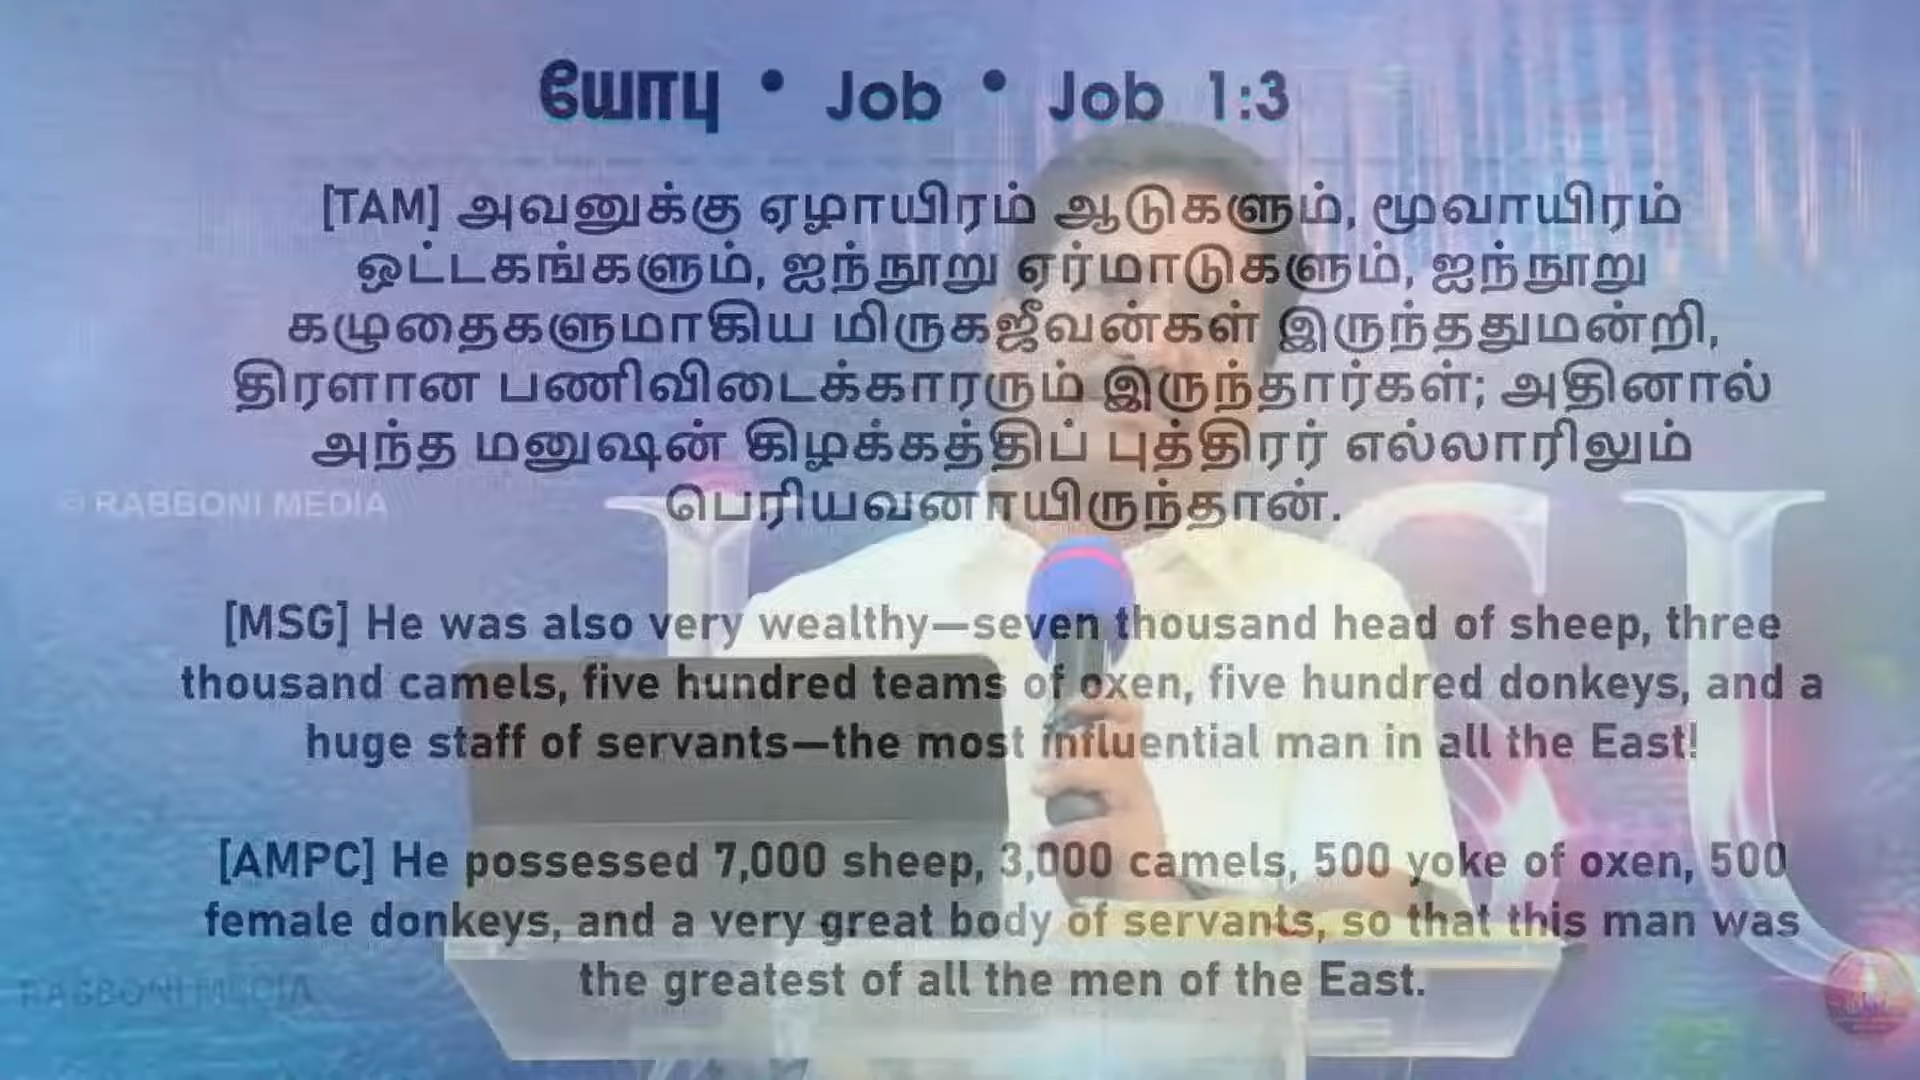 யோபு • Job • Job 1:3
[TAM] அவனுக்கு ஏழாயிரம் ஆடுகளும், மூவாயிரம்
ஒட்டகங்களும், ஐந்நூறு ஏர்மாடுகளும், ஐந்நூறு
கழுதைகளுமாகிய மிருகஜீவன்கள் இருந்ததுமன்றி,
திரளான பணிவிடைக்காரரும் இருந்தார்கள்; அதினால்
அந்த மனுஷன் கிழக்கத்திப் புத்திரர் எல்லாரிலும்
பெரியவனாயிருந்தான்.
© RABBONI MEDIA
[MSG] He was also very wealthy—seven thousand head of sheep, three
thousand camels, five hundred teams of oxen, five hundred donkeys, and a
huge staff of servants—the most influential man in all the East!
[AMPC] He possessed 7,000 sheep, 3,000 camels, 500 yoke of oxen, 500
female donkeys, and a very great body of servants, so that this man was
the greatest of all the men of the East.
RABBONI MEDIA